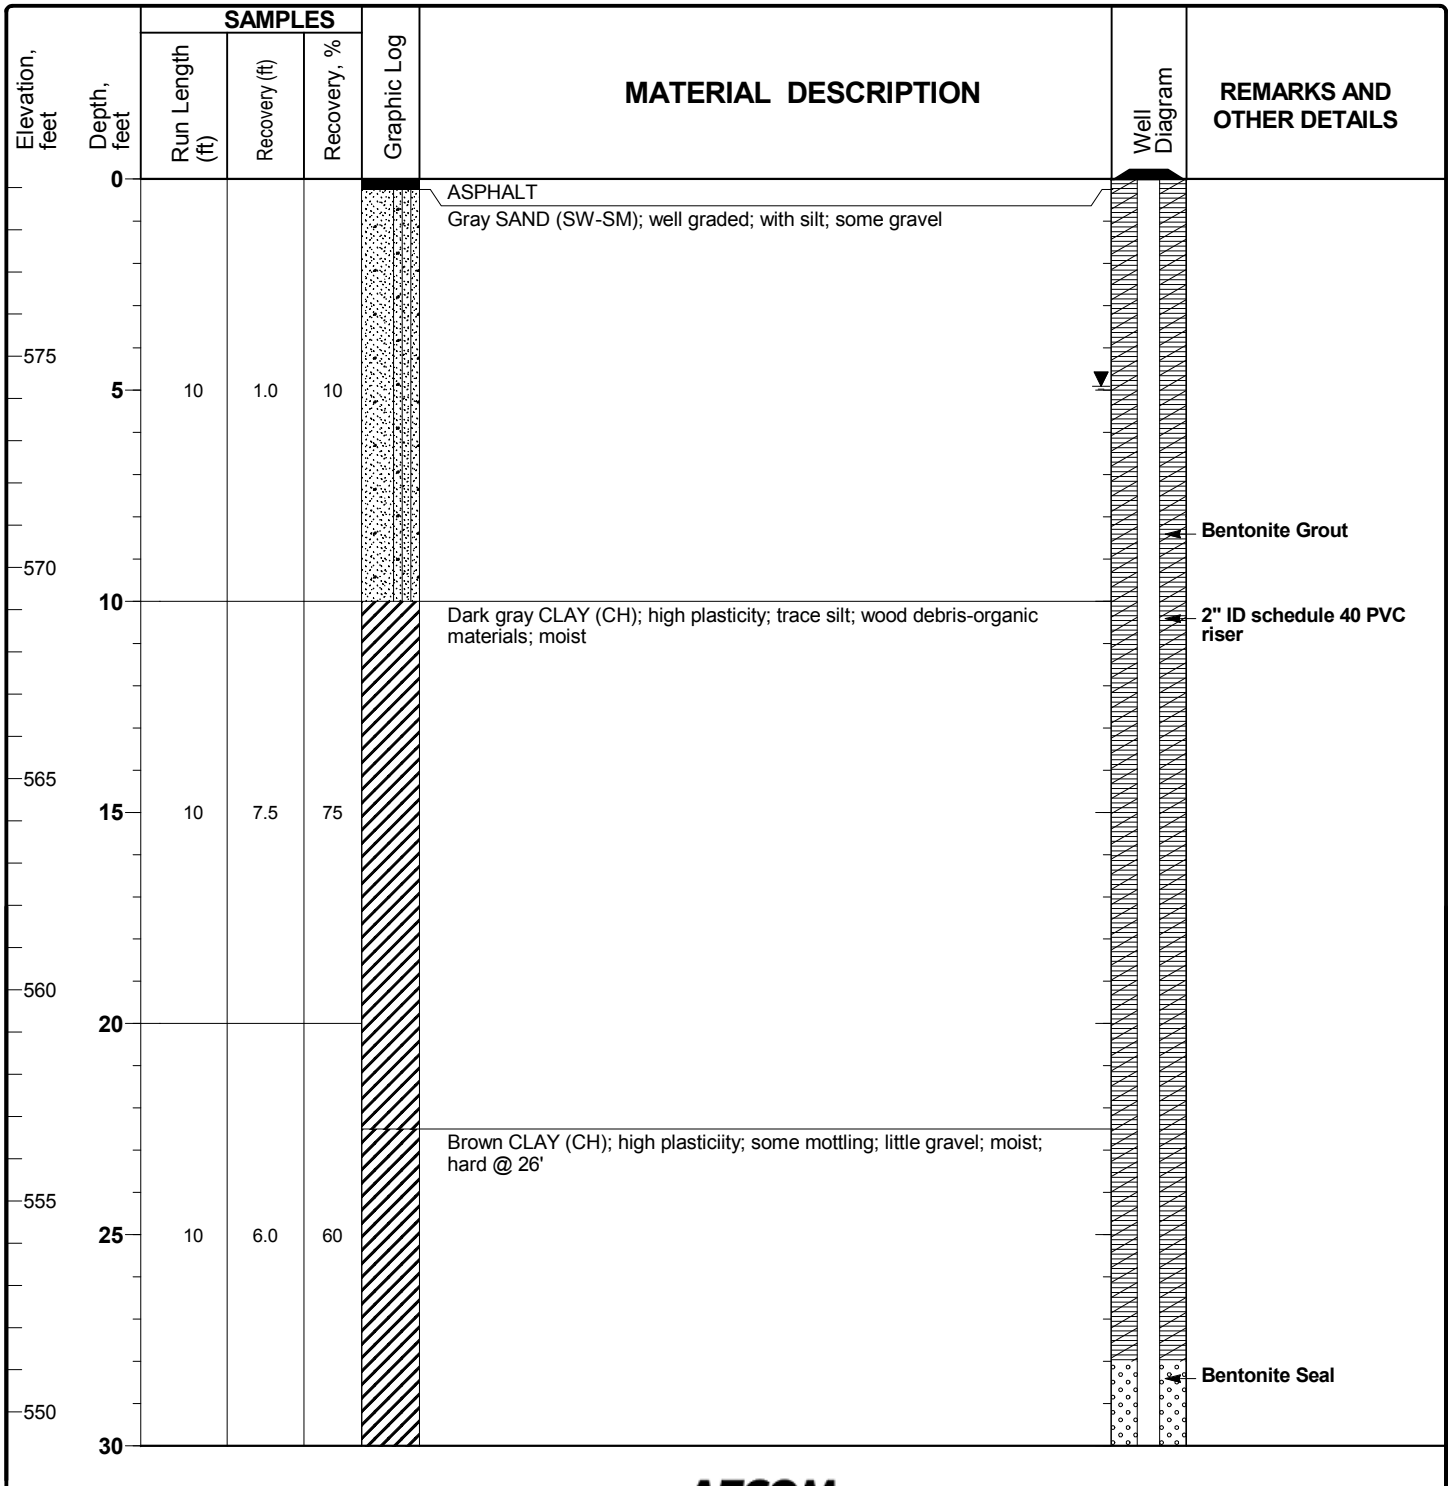 SAMPLES
Elevation,
feet
Depth,
feet
Run Length
(ft)
Recovery (ft)
Recovery, %
Graphic Log
MATERIAL DESCRIPTION
Well
Diagram
REMARKS AND
OTHER DETAILS
0
ASPHALT
Gray SAND (SW-SM); well graded; with silt; some gravel
575
5
10
1.0
10
Bentonite Grout
570
10
Dark gray CLAY (CH); high plasticity; trace silt; wood debris-organic
materials; moist
2" ID schedule 40 PVC
riser
565
15
10
7.5
75
560
20
Brown CLAY (CH); high plasticiity; some mottling; little gravel; moist;
hard @ 26'
555
25
10
6.0
60
Bentonite Seal
550
30